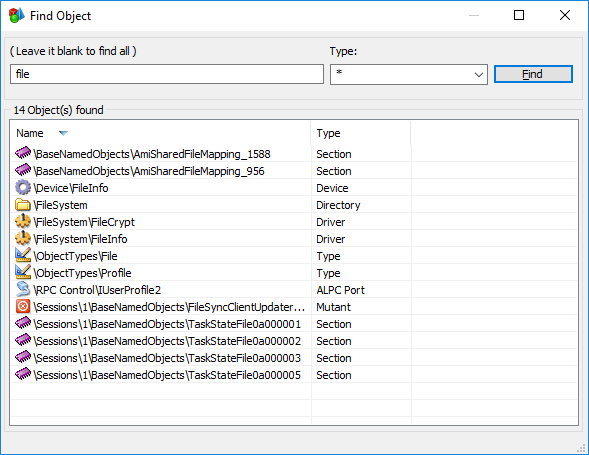 Find Object
( Leave it blank to find all )
Type:
file
*
Find
14 Object(s) found
Name Type
\BaseNamedObjects\AmiSharedFileMapping_1588 Section
\BaseNamedObjects\AmiSharedFileMapping_956 Section
\Device\FileInfo Device
\FileSystem Directory
\FileSystem\FileCrypt Driver
\FileSystem\FileInfo Driver
\ObjectTypes\File Type
\ObjectTypes\Profile Type
\RPC Control\IUserProfile2 ALPC Port
\Sessions\1\BaseNamedObjects\FileSyncClientUpdater... Mutant
\Sessions\1\BaseNamedObjects\TaskStateFile0a000001 Section
\Sessions\1\BaseNamedObjects\TaskStateFile0a000002 Section
\Sessions\1\BaseNamedObjects\TaskStateFile0a000003 Section
\Sessions\1\BaseNamedObjects\TaskStateFile0a000005 Section